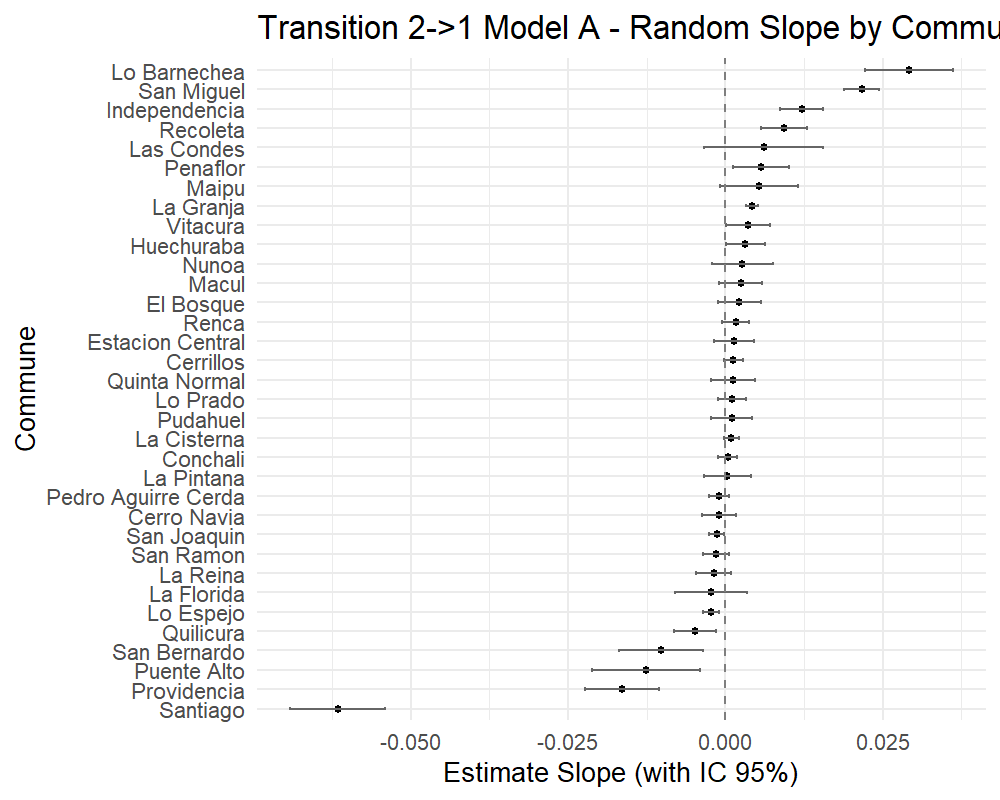 Transition 2->1 Model A - Random Slope by Commu
Lo Barnechea
San Miguel
Independencia
Recoleta
Las Condes
Penaflor
Maipu
La Granja
Vitacura
Huechuraba
Nunoa
Macul
El Bosque
Renca
Estacion Central
Cerrillos
Quinta Normal
Lo Prado
Pudahuel
La Cisterna
Conchali
La Pintana
Pedro Aguirre Cerda
Cerro Navia
San Joaquin
San Ramon
La Reina
La Florida
Lo Espejo
Quilicura
San Bernardo
Puente Alto
Providencia
Santiago
Commune
-0.050 -0.025 0.000 0.025
Estimate Slope (with IC 95%)